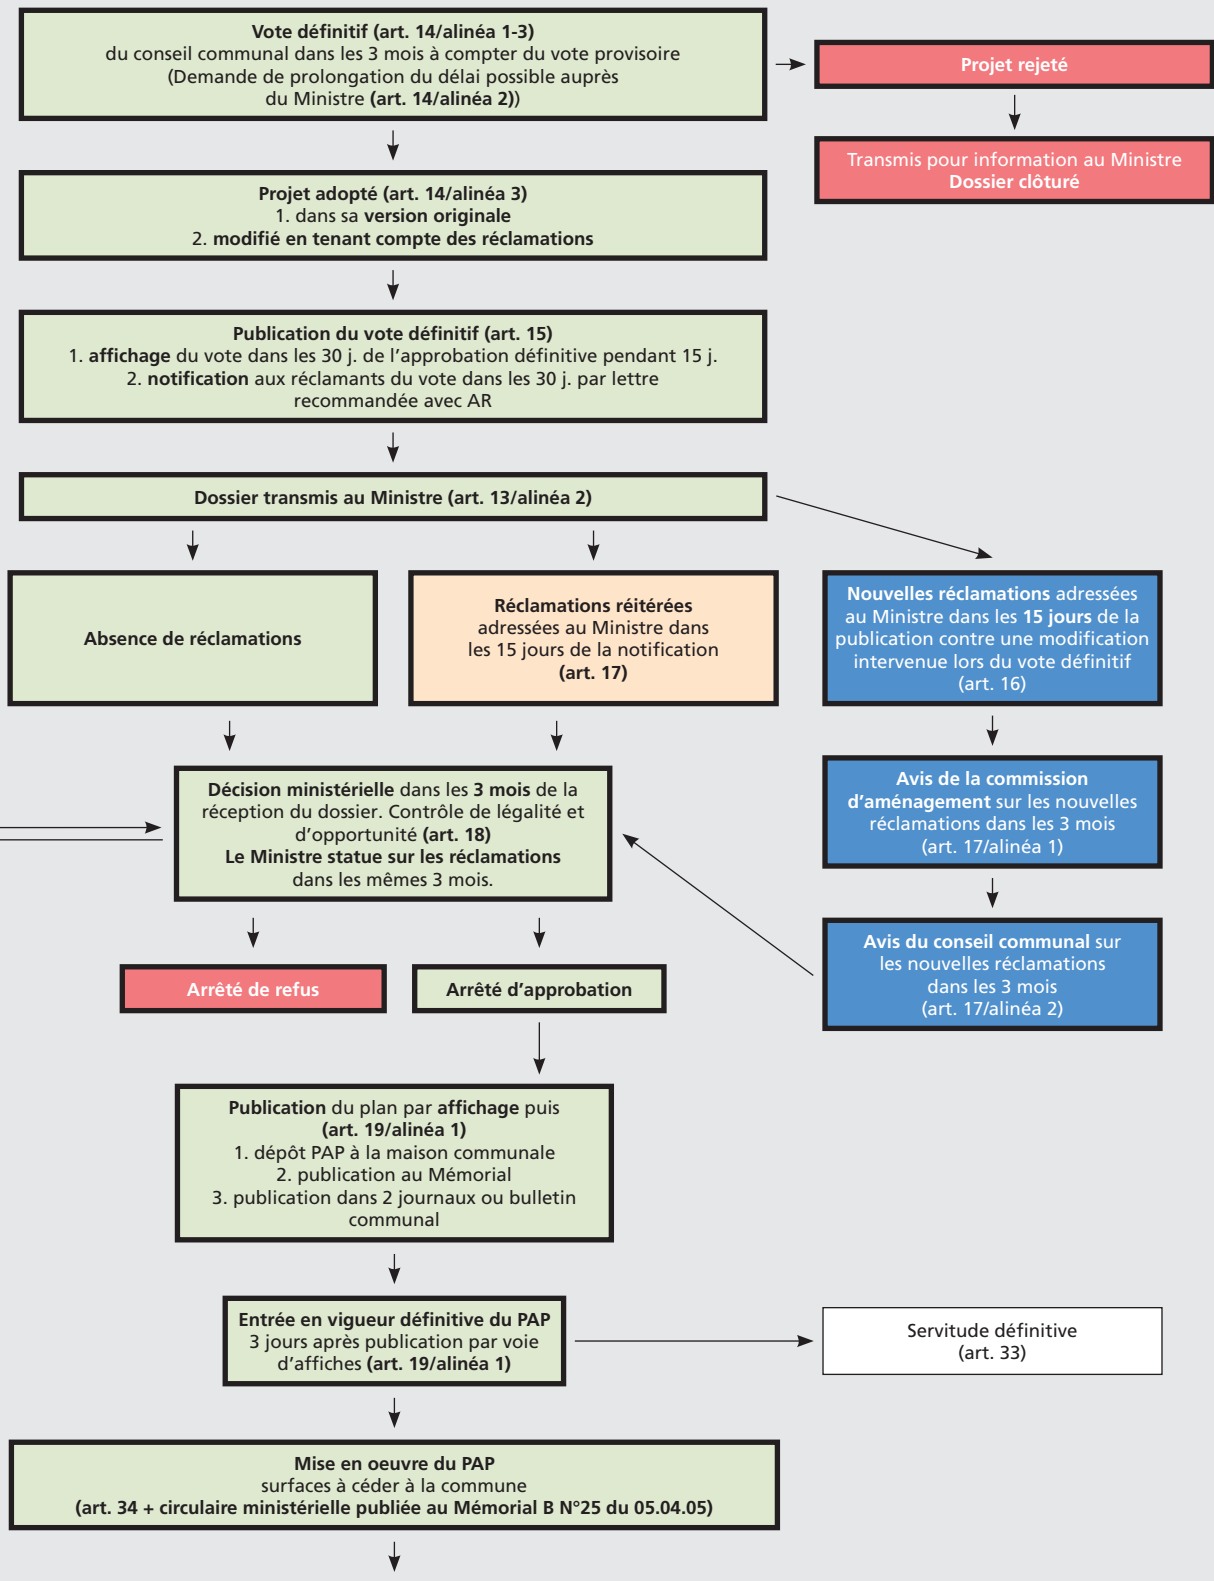 Vote définitif (art. 14/alinéa 1-3)
du conseil communal dans les 3 mois à compter du vote provisoire
(Demande de prolongation du délai possible auprès
du Ministre (art. 14/alinéa 2))
Projet rejeté
Transmis pour information au Ministre
Dossier clôturé
Projet adopté (art. 14/alinéa 3)
1. dans sa version originale
2. modifié en tenant compte des réclamations
Publication du vote définitif (art. 15)
1. affichage du vote dans les 30 j. de l’approbation définitive pendant 15 j.
2. notification aux réclamants du vote dans les 30 j. par lettre
recommandée avec AR
Dossier transmis au Ministre (art. 13/alinéa 2)
Absence de réclamations
Réclamations réitérées
adressées au Ministre dans
les 15 jours de la notification
(art. 17)
Nouvelles réclamations adressées
au Ministre dans les 15 jours de la
publication contre une modification
intervenue lors du vote définitif
(art. 16)
Décision ministérielle dans les 3 mois de la
réception du dossier. Contrôle de légalité et
d’opportunité (art. 18)
Le Ministre statue sur les réclamations
dans les mêmes 3 mois.
Avis de la commission
d’aménagement sur les nouvelles
réclamations dans les 3 mois
(art. 17/alinéa 1)
Avis du conseil communal sur
les nouvelles réclamations
dans les 3 mois
(art. 17/alinéa 2)
Arrêté de refus
Arrêté d’approbation
Publication du plan par affichage puis
(art. 19/alinéa 1)
1. dépôt PAP à la maison communale
2. publication au Mémorial
3. publication dans 2 journaux ou bulletin
communal
Entrée en vigueur définitive du PAP
3 jours après publication par voie
d’affiches (art. 19/alinéa 1)
Servitude définitive
(art. 33)
Mise en oeuvre du PAP
surfaces à céder à la commune
(art. 34 + circulaire ministérielle publiée au Mémorial B N°25 du 05.04.05)